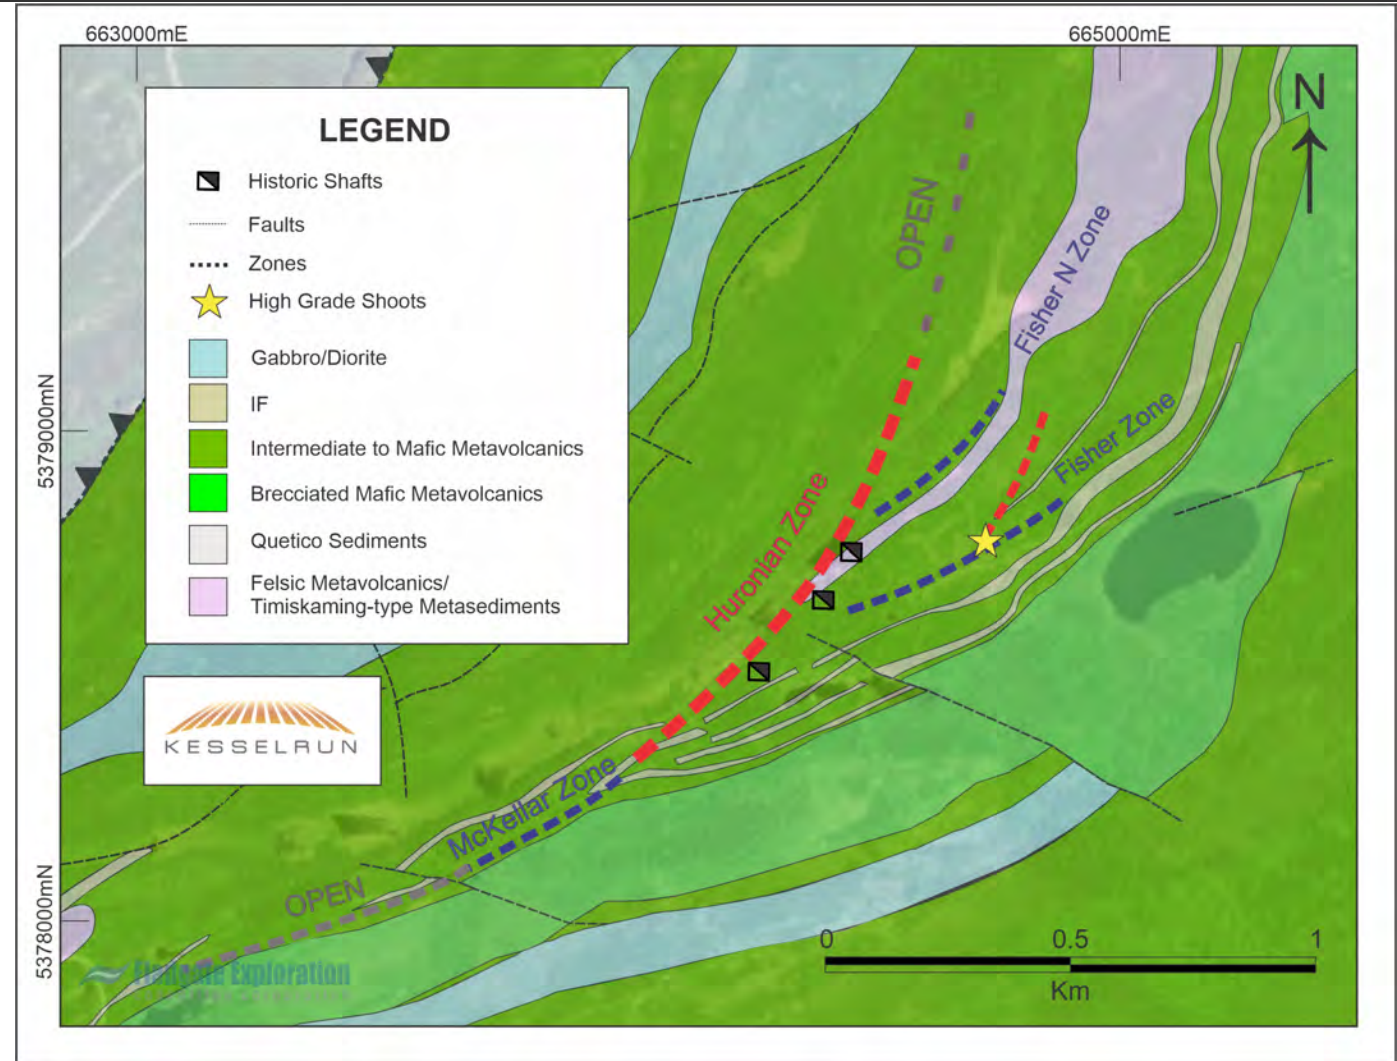 663000mE
665000mE
N
LEGEND
Historic Shafts
Faults
Zones
High Grade Shoots
Gabbro/Diorite
IF
Intermediate to Mafic Metavolcanics
Brecciated Mafic Metavolcanics
Quetico Sediments
Felsic Metavolcanics/
Timiskaming-type Metasediments
5379000mN
5378000mN
OPEN
Fisher N Zone
Fisher Zone
Huronian Zone
McKellar Zone
OPEN
KESSELRUN
Exploration
0
0.5
1
Km